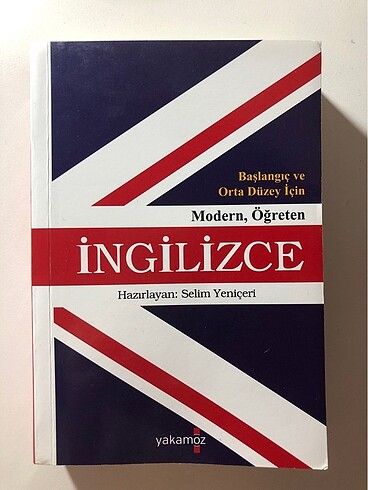 Başlangıç ve
Orta Düzey İçin
Modern, Öğreten
İNGİLİZCE
Hazırlayan: Selim Yeniçeri
yakamoz